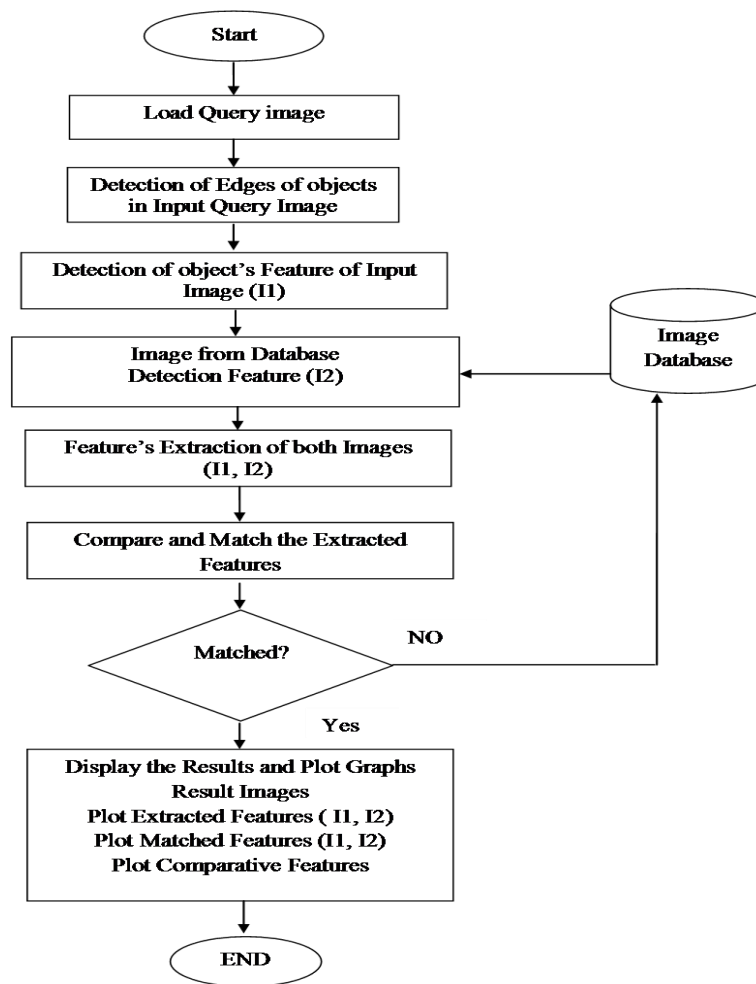 Start
Load Query image
Detection of Edges of objects
in Input Query Image
Detection of object's Feature of Input
Image (I1)
Image from Database
Detection Feature (I2)
Image
Database
Feature's Extraction of both Images
(I1, I2)
Compare and Match the Extracted
Features
Matched?
NO
Yes
Display the Results and Plot Graphs
Result Images
Plot Extracted Features ( I1, I2)
Plot Matched Features (I1, I2)
Plot Comparative Features
END